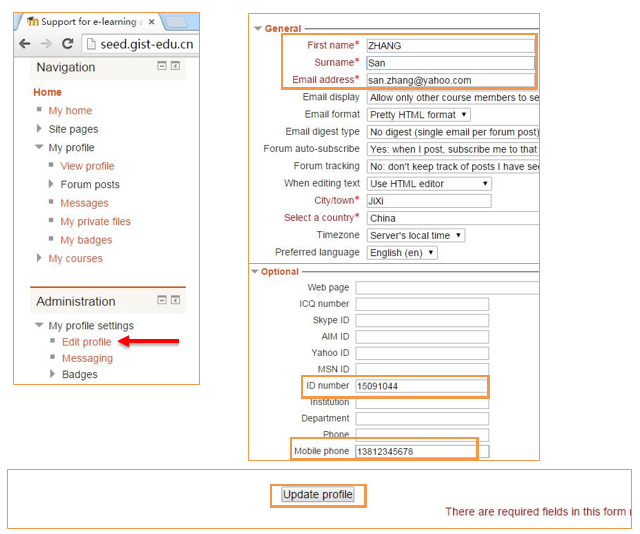 Support for e-learning a
seed.gist-edu.cn
Navigation
Home
My home
Site pages
My profile
View profile
Forum posts
Messages
My private files
My badges
My courses
Administration
My profile settings
Edit profile
Messaging
Badges
General
First name* ZHANG
Surname* San
Email address* san.zhang@yahoo.com
Email display Allow only other course members to se
Email format Pretty HTML format
Email digest type No digest (single email per forum post)
Forum auto-subscribe Yes: when I post, subscribe me to that
Forum tracking No: don't keep track of posts I have see
When editing text Use HTML editor
City/town* JiXi
Select a country* China
Timezone Server's local time
Preferred language English (en)
Optional
Web page
ICQ number
Skype ID
AIM ID
Yahoo ID
MSN ID
ID number 15091044
Institution
Department
Phone
Mobile phone 13812345678
Update profile
There are required fields in this form